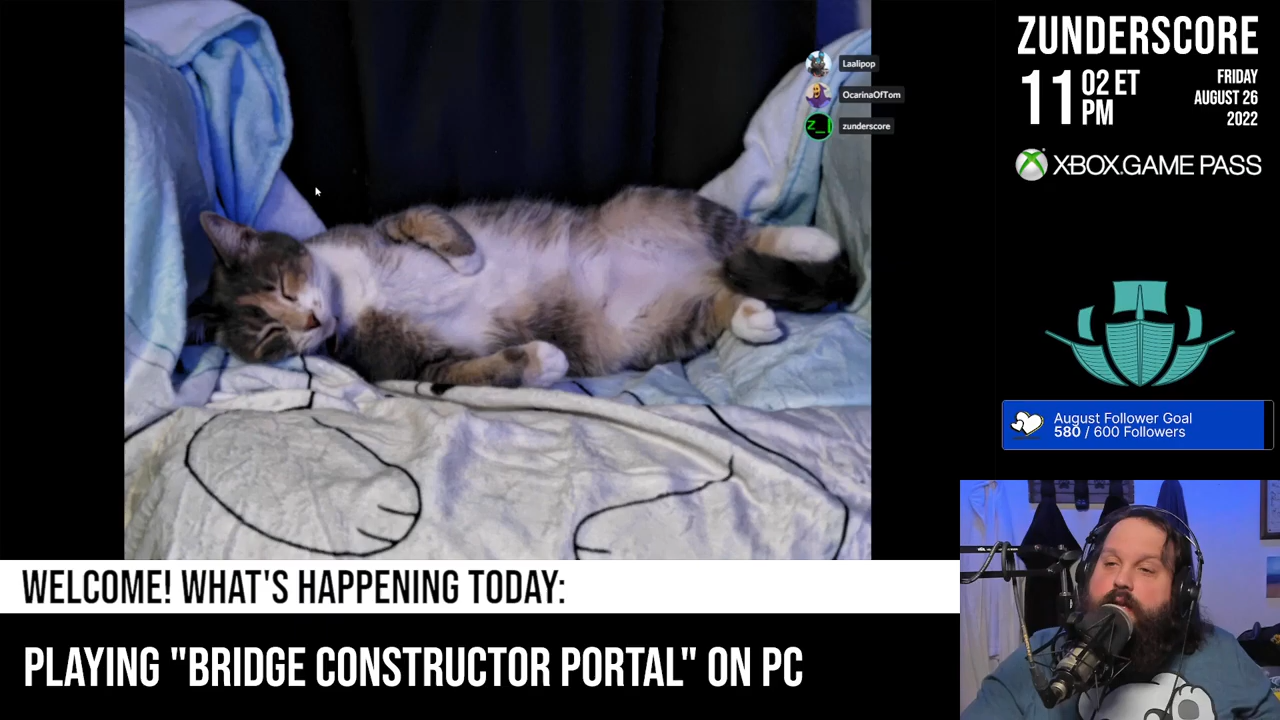 Laalipop
OcarinaOfTom
z_
zunderscore
ZUNDERSCORE
11 02 ET PM
FRIDAY
AUGUST 26
2022
XBOX GAME PASS
August Follower Goal
580 / 600 Followers
WELCOME! WHAT'S HAPPENING TODAY:
PLAYING "BRIDGE CONSTRUCTOR PORTAL" ON PC